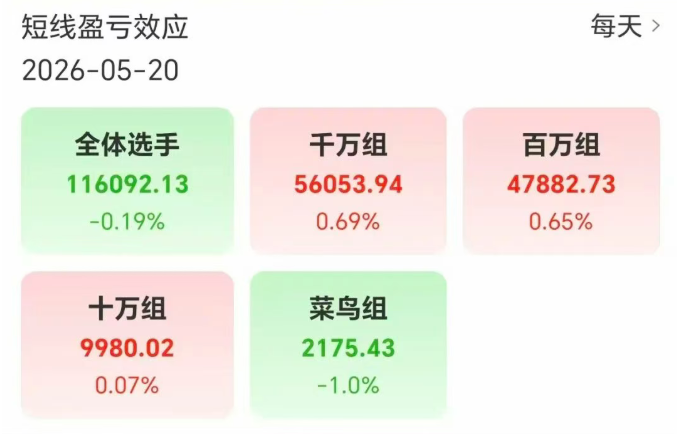 短线盈亏效应
每天 >
2026-05-20
全体选手
116092.13
-0.19%
千万组
56053.94
0.69%
百万组
47882.73
0.65%
十万组
9980.02
0.07%
菜鸟组
2175.43
-1.0%